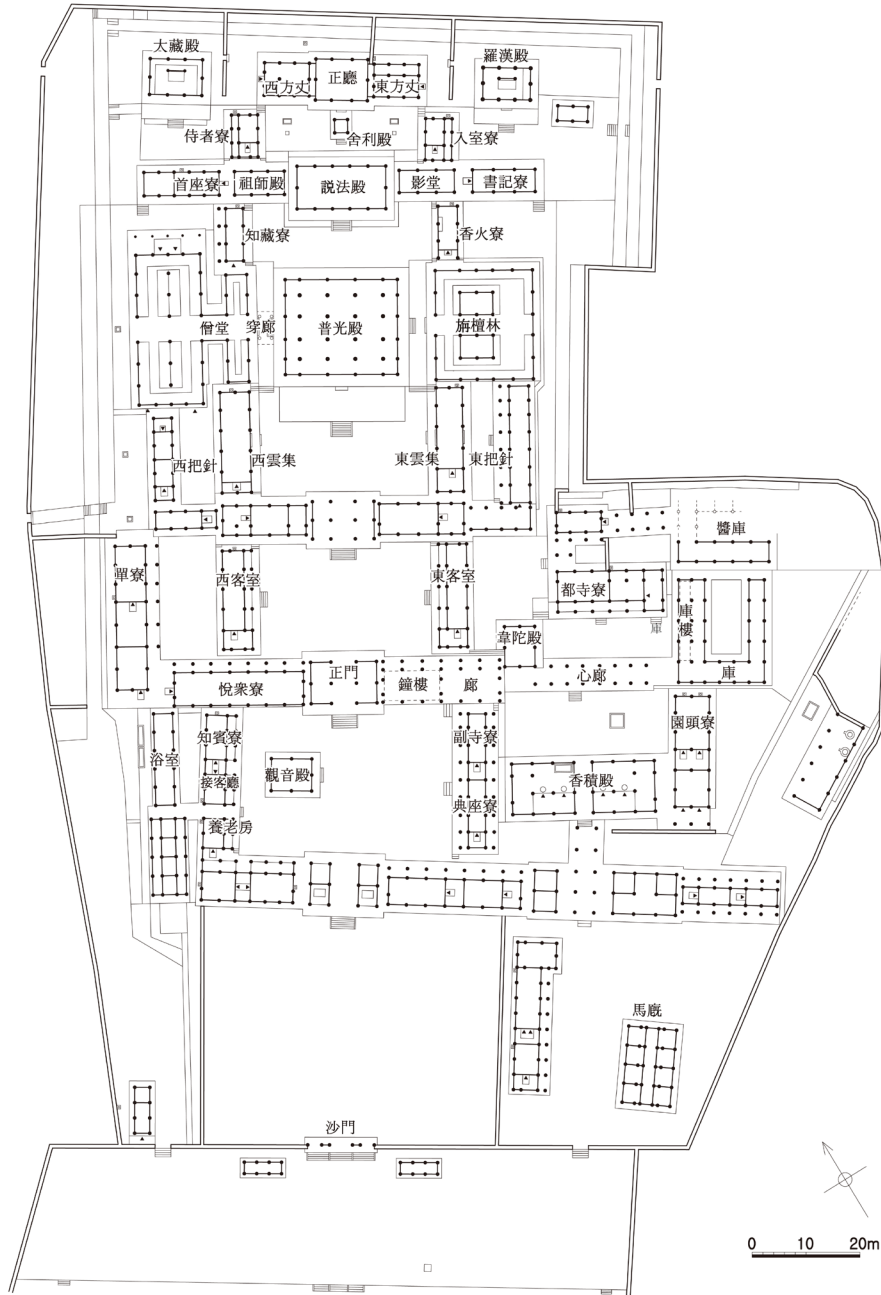 大藏殿
羅漢殿
西方丈
正廳
東方丈
侍者寮
舍利殿
入室寮
首座寮
祖師殿
説法殿
影堂
書記寮
知藏寮
香火寮
僧堂
穿廊
普光殿
旃檀林
西把針
西雲集
東雲集
東把針
醬庫
單寮
西客室
東客室
都寺寮
庫樓
庫
韋陀殿
庫
悅衆寮
正門
鐘樓
廊
心廊
浴室
知賓寮
接客廳
觀音殿
副寺寮
園頭寮
香積殿
典座寮
養老房
馬廐
沙門
0 10 20m